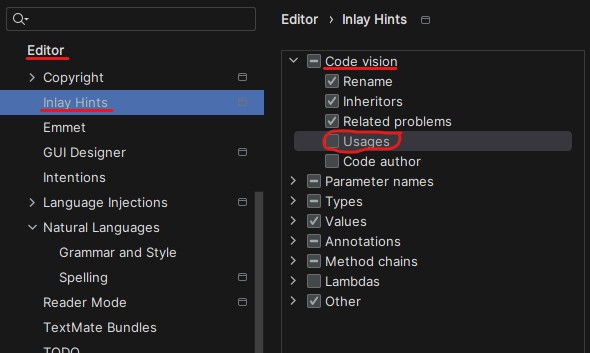 Editor
Copyright
Inlay Hints
Emmet
GUI Designer
Intentions
Language Injections
Natural Languages
Grammar and Style
Spelling
Reader Mode
TextMate Bundles
TODO
Editor › Inlay Hints
Code vision
Rename
Inheritors
Related problems
Usages
Code author
Parameter names
Types
Values
Annotations
Method chains
Lambdas
Other